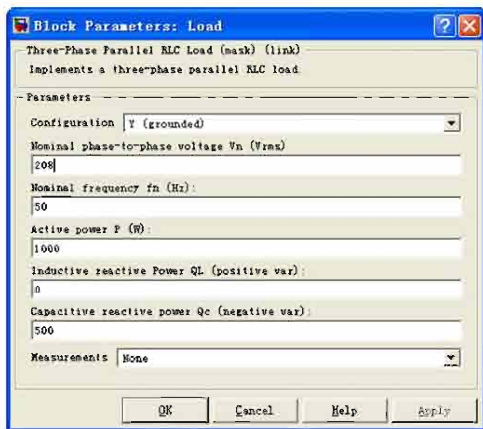 Block Parameters: Load
Three-Phase Parallel RLC Load (mask) (link)
Implements a three-phase parallel RLC load
Parameters
Configuration Y (grounded)
Nominal phase-to-phase voltage Vn (Vrms)
208
Nominal frequency fn (Hz):
50
Active power P (W):
1000
Inductive reactive Power QL (positive var):
0
Capacitive reactive power Qc (negative var):
500
Measurements None
OK Cancel Help Apply